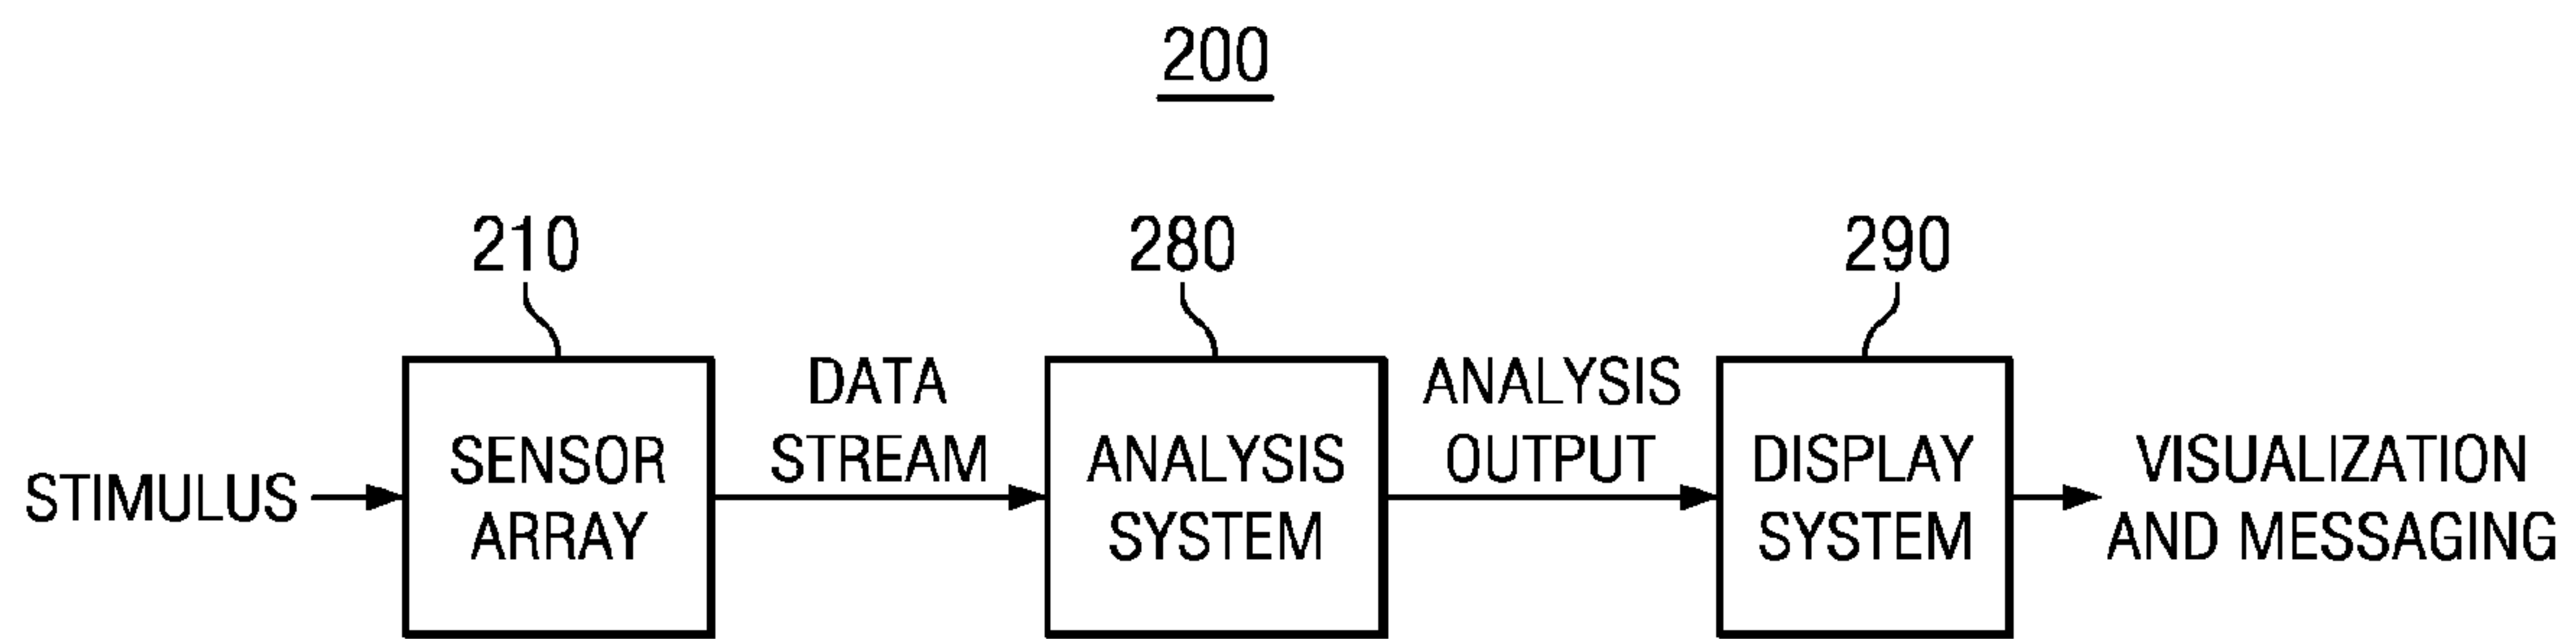 200
210
280
290
STIMULUS
SENSOR
ARRAY
DATA
STREAM
ANALYSIS
SYSTEM
ANALYSIS
OUTPUT
DISPLAY
SYSTEM
VISUALIZATION
AND MESSAGING